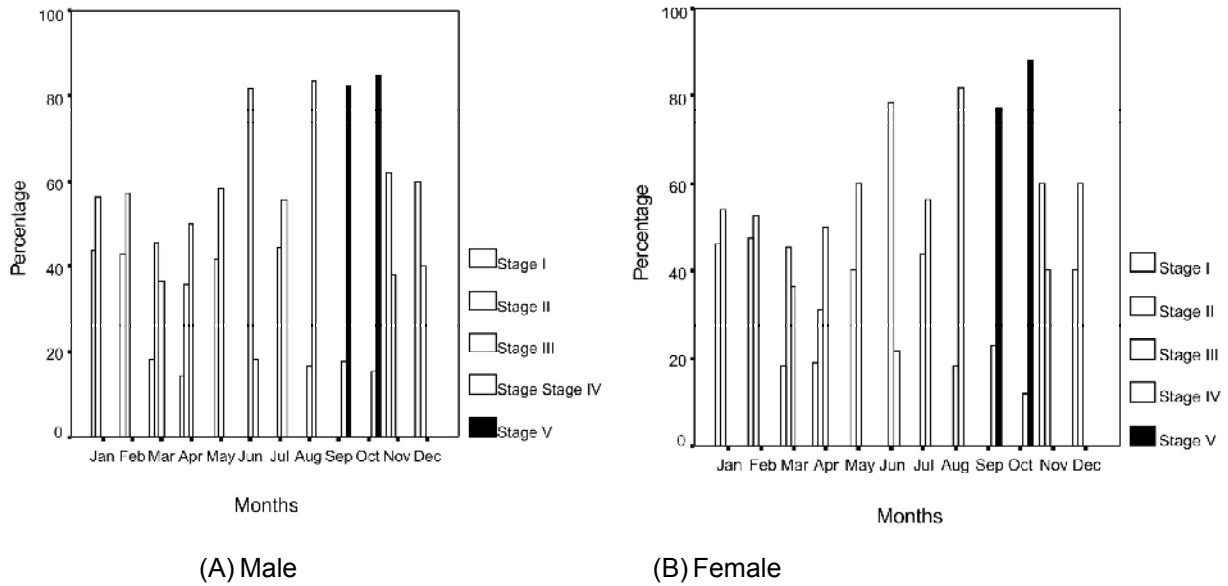 100
80
60
40
20
0
Percentage
Jan Feb Mar Apr May Jun Jul Aug Sep Oct Nov Dec
Months
Stage I
Stage II
Stage III
Stage Stage IV
Stage V
(A) Male
100
80
60
40
20
0
Percentage
Jan Feb Mar Apr May Jun Jul Aug Sep Oct Nov Dec
Months
Stage I
Stage II
Stage III
Stage IV
Stage V
(B) Female